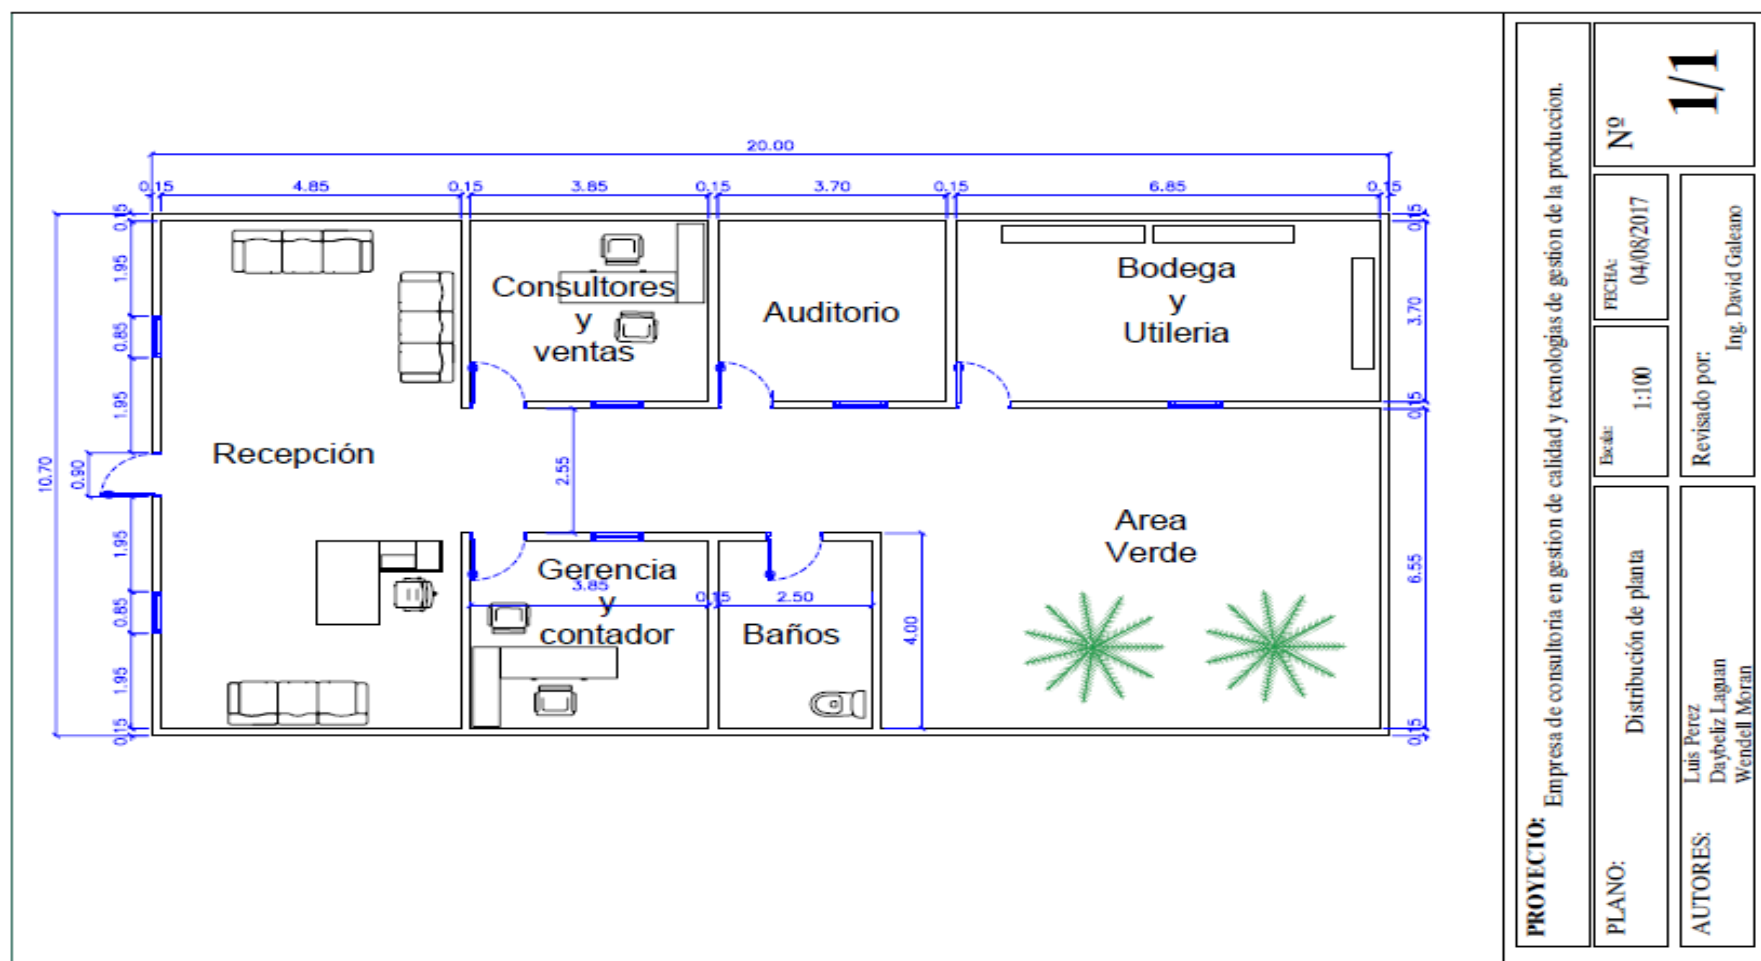 20.00
0.15 4.85 0.15 3.85 0.15 3.70 0.15 6.85 0.15
10.70
0.15
1.95
0.85
1.95
0.90
1.95
0.85
1.95
0.15
Consultores
y
ventas
Auditorio
Bodega
y
Utileria
Recepción
2.55
Area
Verde
Gerencia
y
contador
3.85 0.15 2.50
Baños
4.00
0.15
3.70
0.15
6.55
0.15
PROYECTO:
Empresa de consultoria en gestion de calidad y tecnologias de gestion de la produccion.
PLANO:
Distribución de planta
Escala:
1:100
FECHA:
04/08/2017
Nº
1/1
AUTORES:
Luis Perez
Daybeliz Laguan
Wendell Moran
Revisado por:
Ing. David Galeano